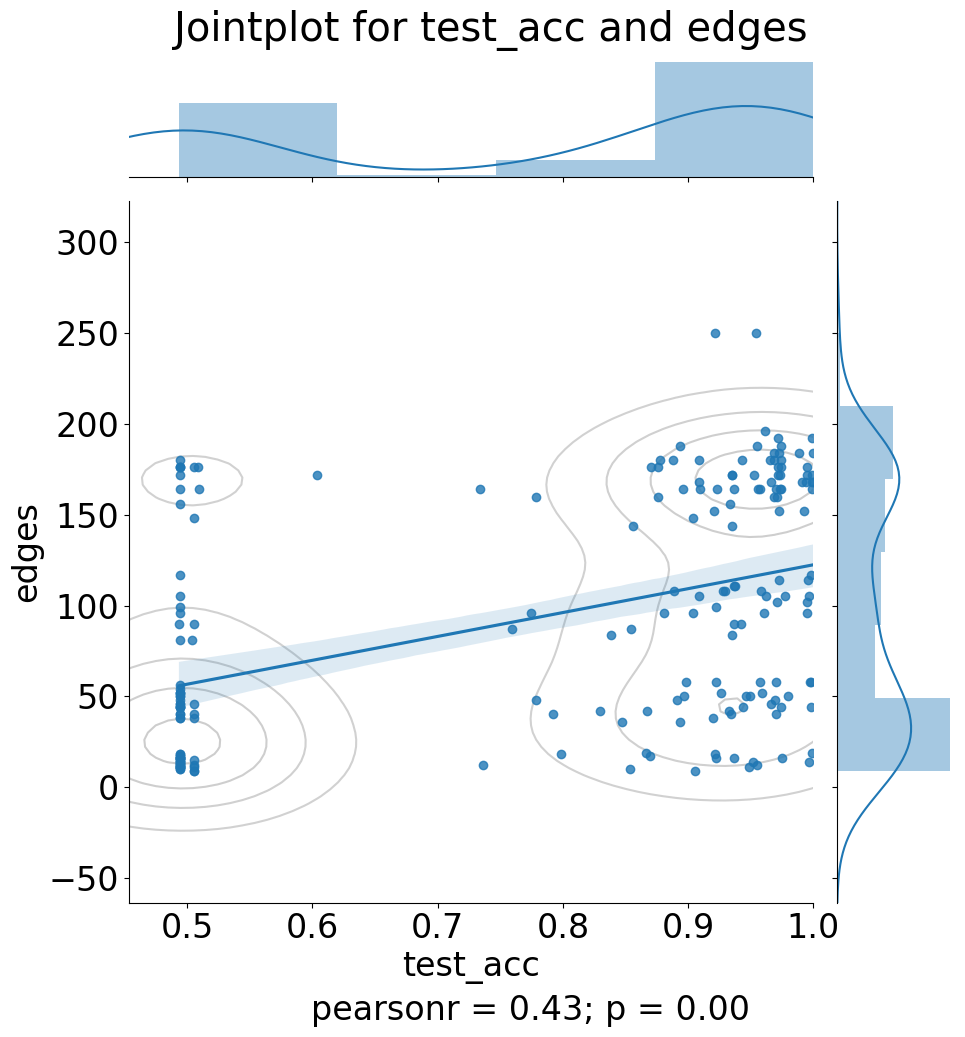 Jointplot for test_acc and edges
300
250
200
150
100
50
0
−50
edges
0.5 0.6 0.7 0.8 0.9 1.0
test_acc
pearsonr = 0.43; p = 0.00